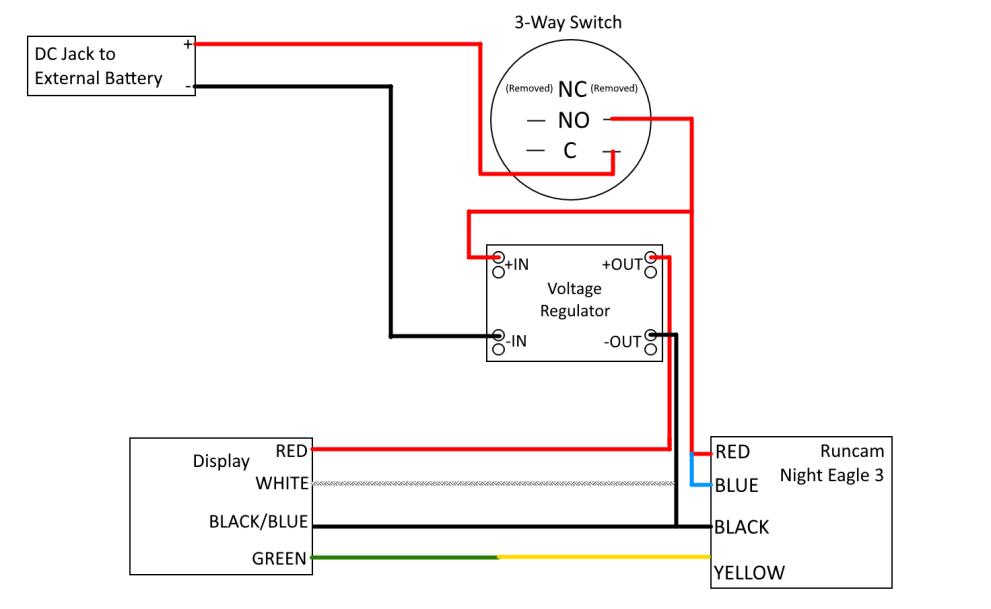 3-Way Switch
+
DC Jack to
External Battery
-
(Removed) NC (Removed)
NO
C
+IN
+OUT
Voltage
Regulator
-IN
-OUT
RED
Display
WHITE
BLACK/BLUE
GREEN
RED
Runcam
Night Eagle 3
BLUE
BLACK
YELLOW